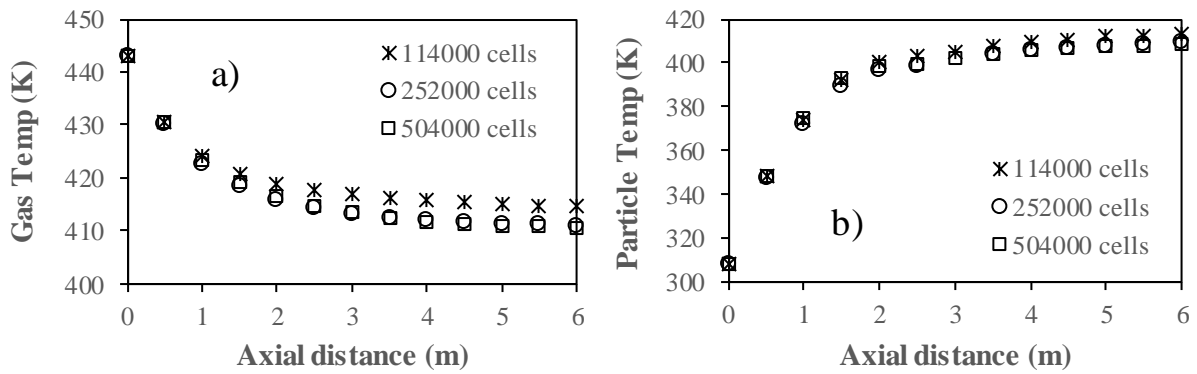 450
440
430
420
410
400
0 1 2 3 4 5 6
Gas Temp (K)
Axial distance (m)
a)
114000 cells
252000 cells
504000 cells
420
400
380
360
340
320
300
0 1 2 3 4 5 6
Particle Temp (K)
Axial distance (m)
b)
114000 cells
252000 cells
504000 cells